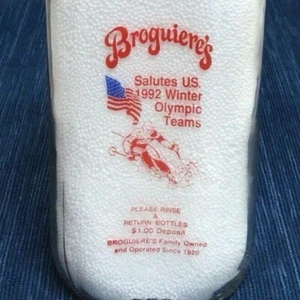 Broguiere's
Salutes U.S.
1992 Winter
Olympic
Teams
PLEASE RINSE
&
RETURN BOTTLES
$1.00 Deposit
BROGUIERE'S Family Owned
and Operated Since 1920